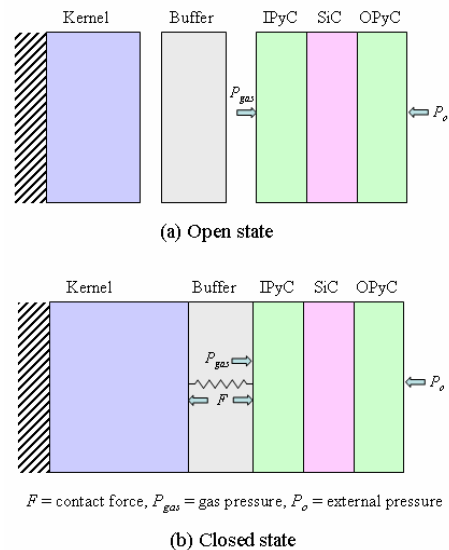 Kernel Buffer IPyC SiC OPyC
P_gas P_o
(a) Open state
Kernel Buffer IPyC SiC OPyC
P_gas
P_o
F
F = contact force, P_gas = gas pressure, P_o = external pressure
(b) Closed state